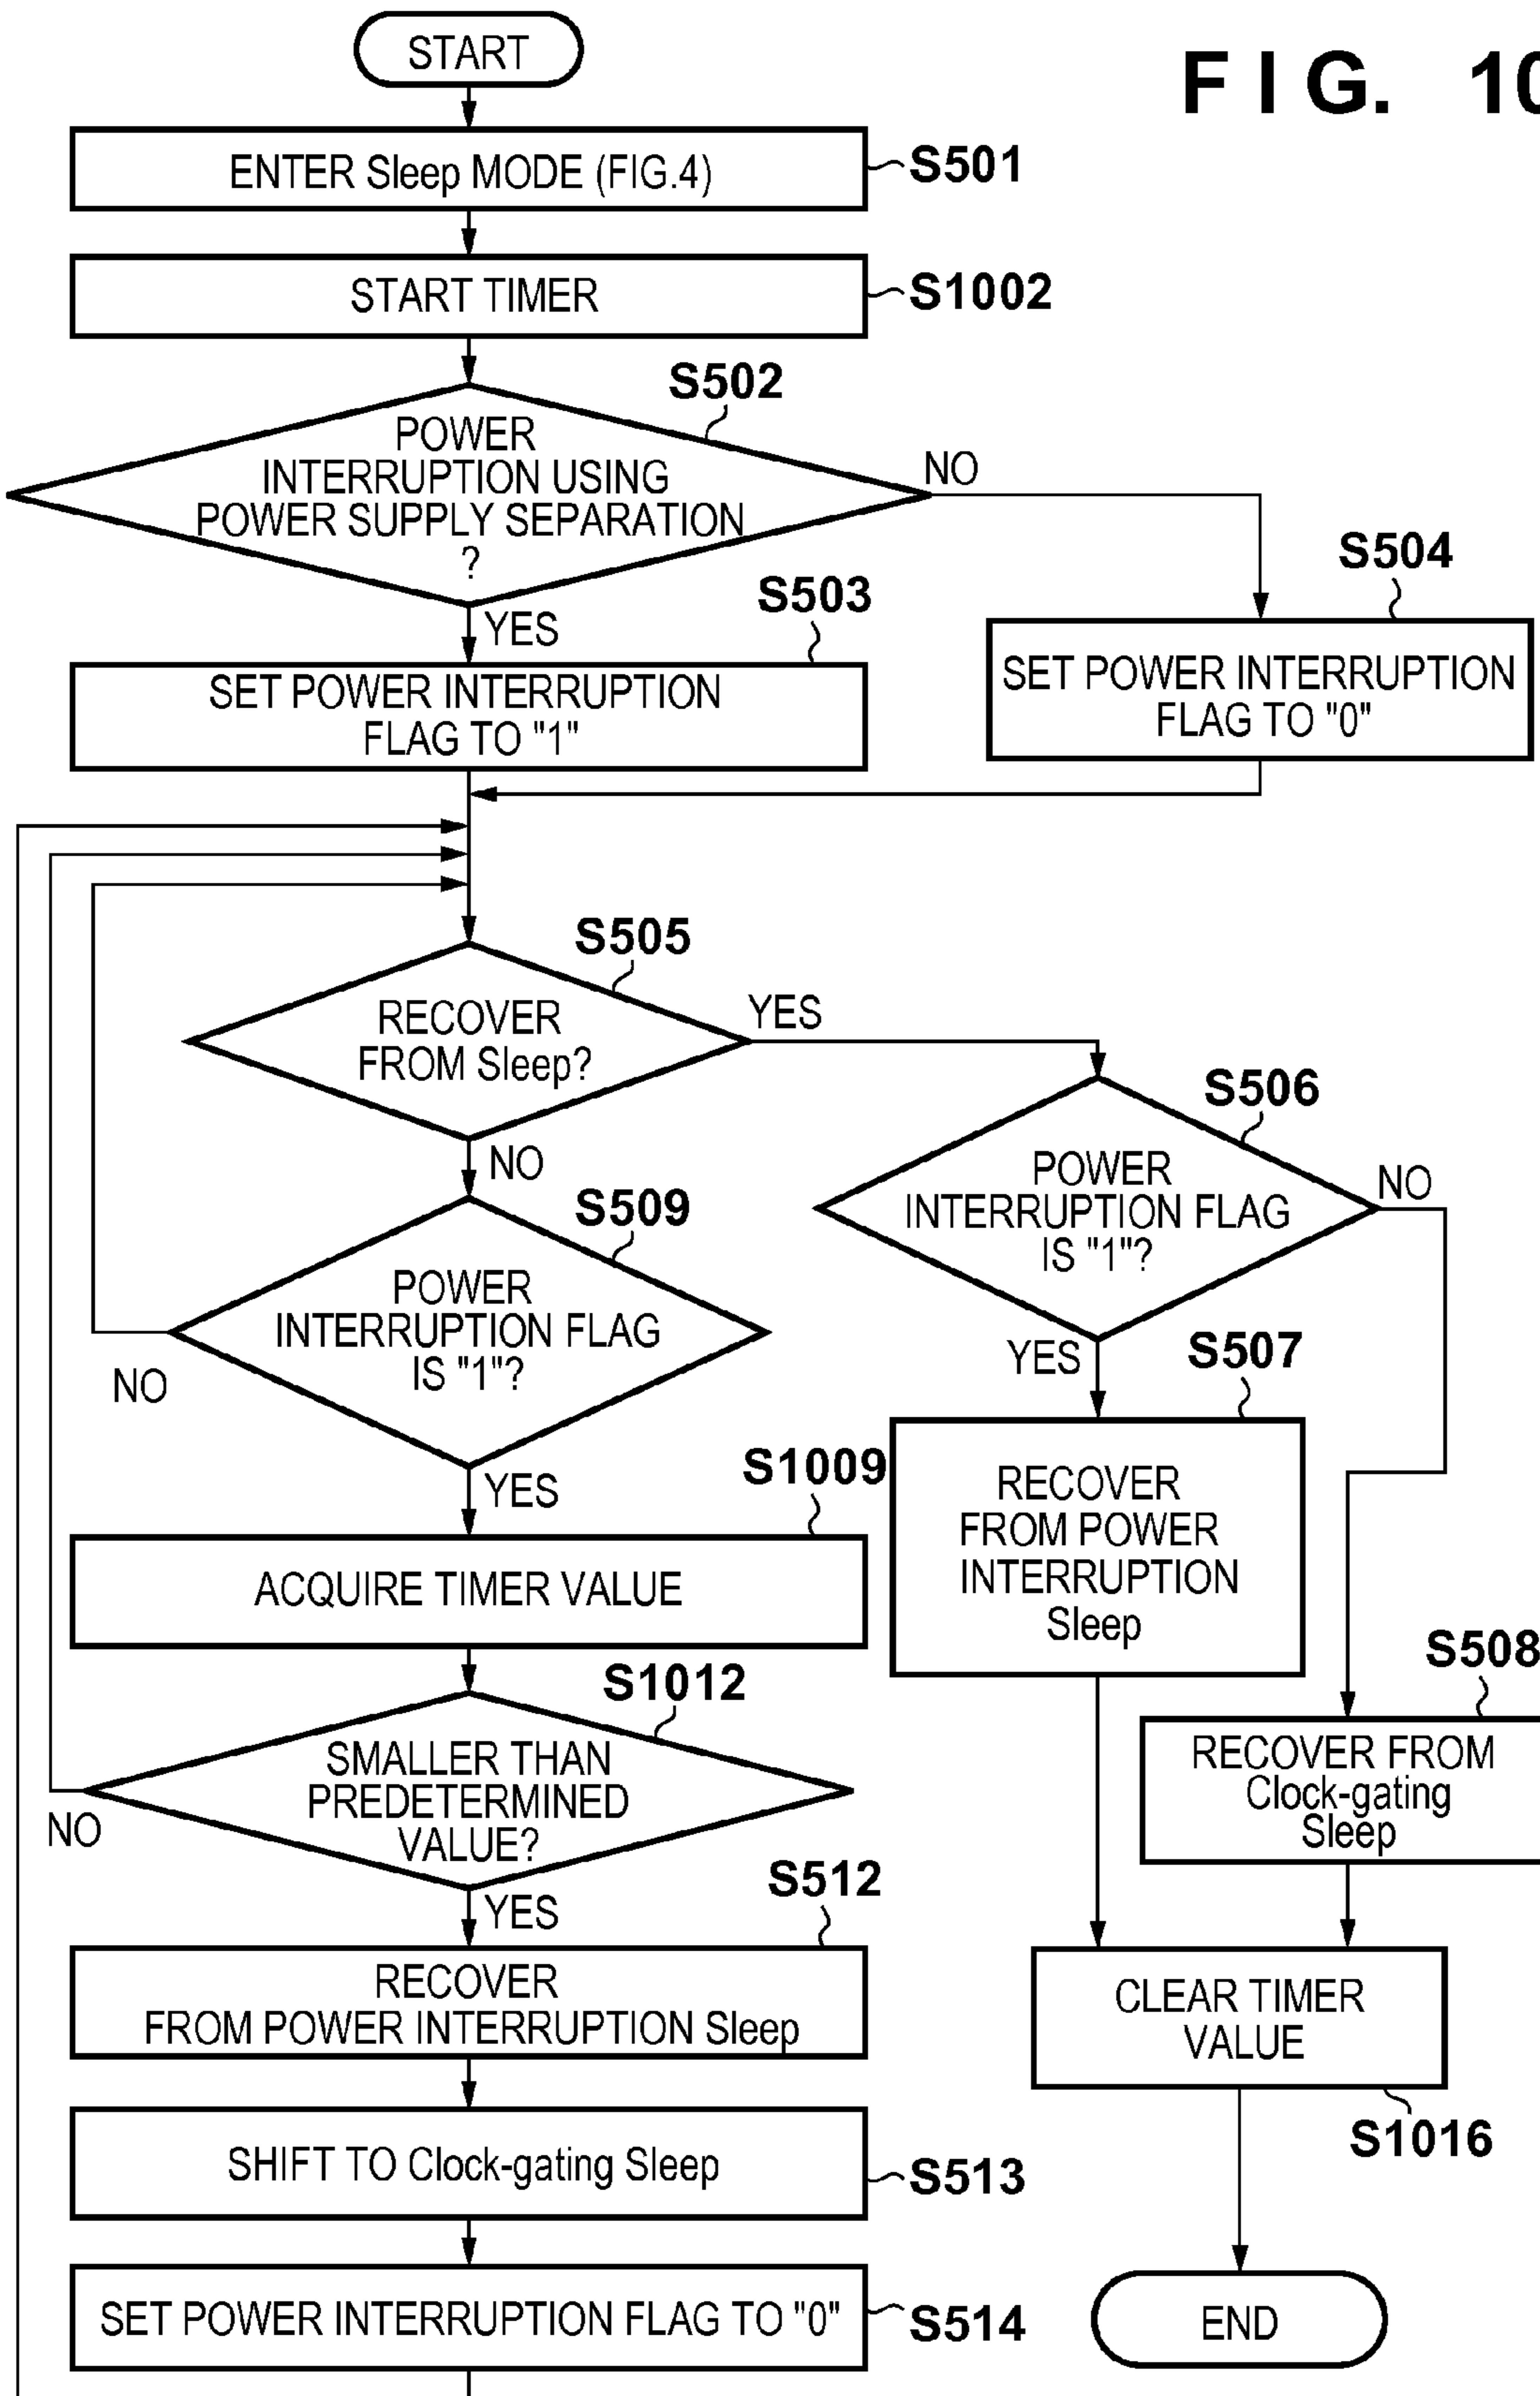 F I G. 10
START
ENTER Sleep MODE (FIG.4)
S501
START TIMER
S1002
S502
POWER
INTERRUPTION USING
POWER SUPPLY SEPARATION
?
NO
YES
S503
SET POWER INTERRUPTION
FLAG TO "1"
S504
SET POWER INTERRUPTION
FLAG TO "0"
S505
RECOVER
FROM Sleep?
YES
NO
S506
POWER
INTERRUPTION FLAG
IS "1"?
NO
YES
S509
POWER
INTERRUPTION FLAG
IS "1"?
NO
YES
S507
RECOVER
FROM POWER
INTERRUPTION
Sleep
S1009
ACQUIRE TIMER VALUE
S508
RECOVER FROM
Clock-gating
Sleep
S1012
SMALLER THAN
PREDETERMINED
VALUE?
NO
YES
S512
RECOVER
FROM POWER INTERRUPTION Sleep
CLEAR TIMER
VALUE
S1016
SHIFT TO Clock-gating Sleep
S513
SET POWER INTERRUPTION FLAG TO "0"
S514
END